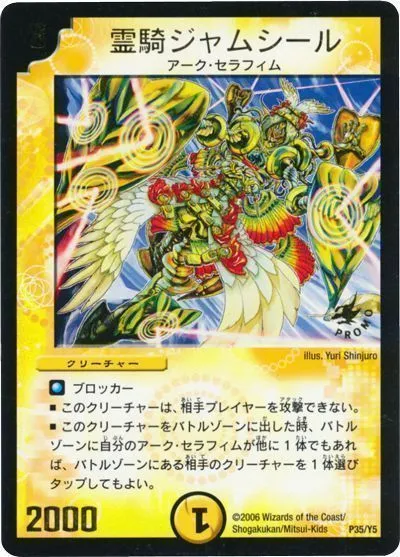 霊騎ジャムシール
アーク・セラフィム
PROMO
illus. Yuri Shinjuro
クリーチャー
ブロッカー
■このクリーチャーは、相手プレイヤーを攻撃できない。
■このクリーチャーをバトルゾーンに出した時、バトル
ゾーンに自分のアーク・セラフィムが他に1体でもあれ
ば、バトルゾーンにある相手のクリーチャーを1体選び
タップしてもよい。
2000
1
©2006 Wizards of the Coast/
Shogakukan/Mitsui-Kids
P35/Y5